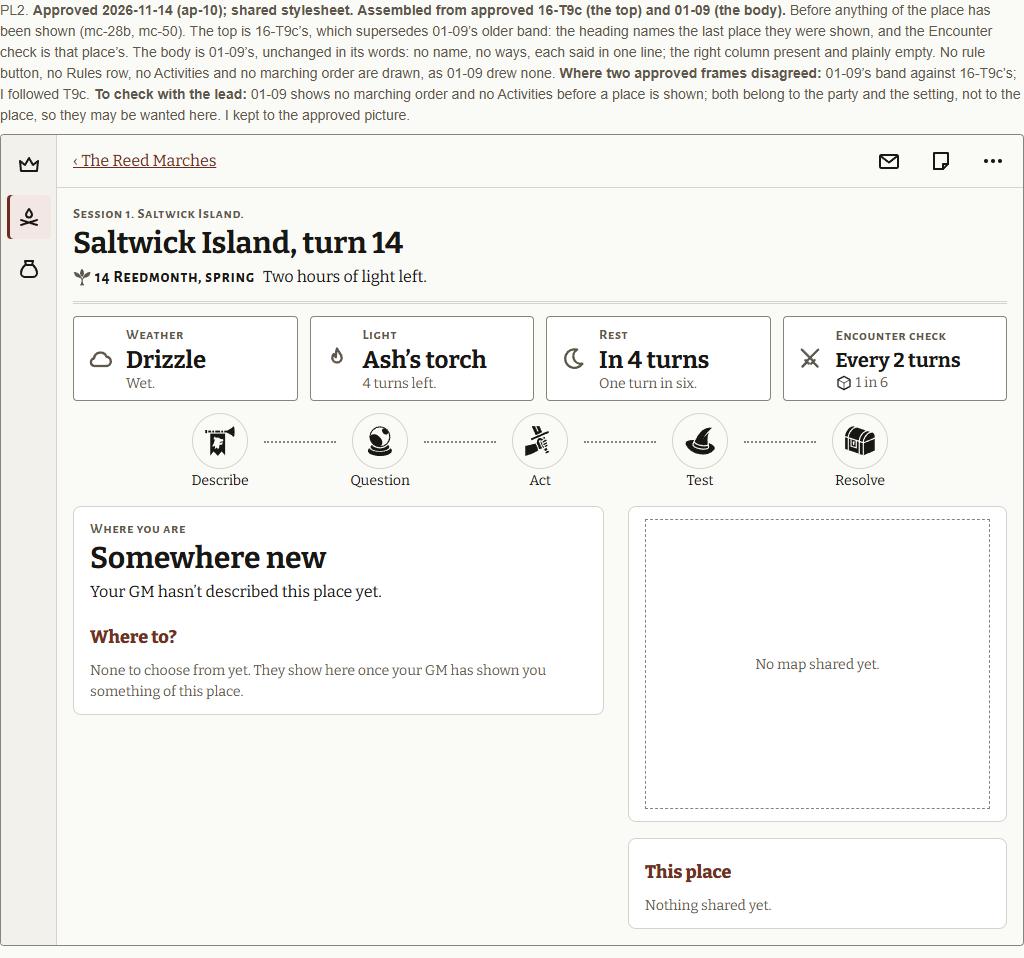 PL2. Approved 2026-11-14 (ap-10); shared stylesheet. Assembled from approved 16-T9c (the top) and 01-09 (the body). Before anything of the place has
been shown (mc-28b, mc-50). The top is 16-T9c's, which supersedes 01-09's older band: the heading names the last place they were shown, and the Encounter
check is that place's. The body is 01-09's, unchanged in its words: no name, no ways, each said in one line; the right column present and plainly empty. No rule
button, no Rules row, no Activities and no marching order are drawn, as 01-09 drew none. Where two approved frames disagreed: 01-09's band against 16-T9c's;
I followed T9c. To check with the lead: 01-09 shows no marching order and no Activities before a place is shown; both belong to the party and the setting, not to the
place, so they may be wanted here. I kept to the approved picture.
‹ The Reed Marches
Session 1. Saltwick Island.
Saltwick Island, turn 14
14 Reedmonth, spring Two hours of light left.
Weather
Drizzle
Wet.
Light
Ash’s torch
4 turns left.
Rest
In 4 turns
One turn in six.
Encounter check
Every 2 turns
1 in 6
Describe
Question
Act
Test
Resolve
Where you are
Somewhere new
Your GM hasn’t described this place yet.
Where to?
None to choose from yet. They show here once your GM has shown you
something of this place.
No map shared yet.
This place
Nothing shared yet.